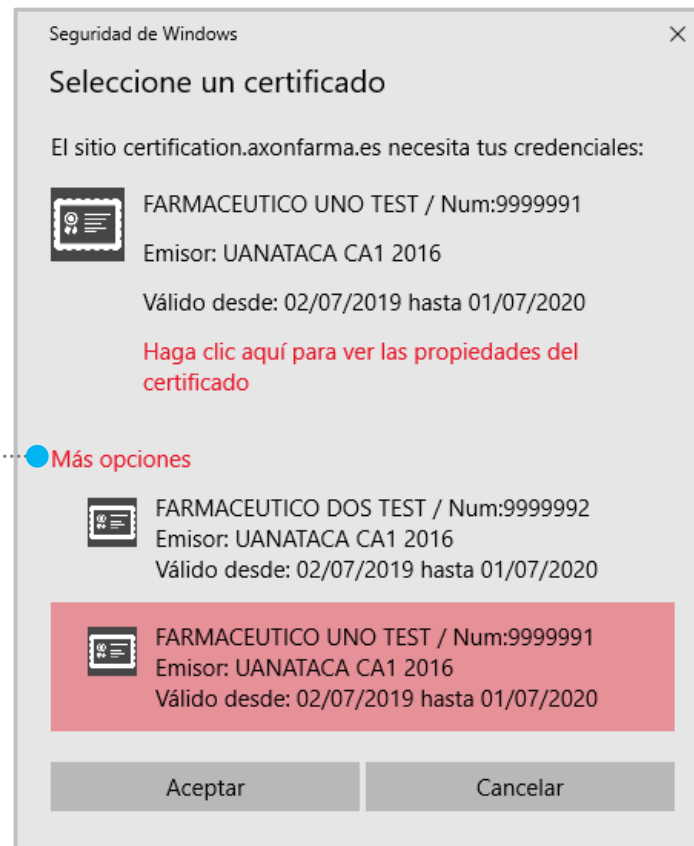 Seguridad de Windows
Seleccione un certificado
El sitio certification.axonfarma.es necesita tus credenciales:
FARMACEUTICO UNO TEST / Num:9999991
Emisor: UANATACA CA1 2016
Válido desde: 02/07/2019 hasta 01/07/2020
Haga clic aquí para ver las propiedades del
certificado
Más opciones
FARMACEUTICO DOS TEST / Num:9999992
Emisor: UANATACA CA1 2016
Válido desde: 02/07/2019 hasta 01/07/2020
FARMACEUTICO UNO TEST / Num:9999991
Emisor: UANATACA CA1 2016
Válido desde: 02/07/2019 hasta 01/07/2020
Aceptar
Cancelar